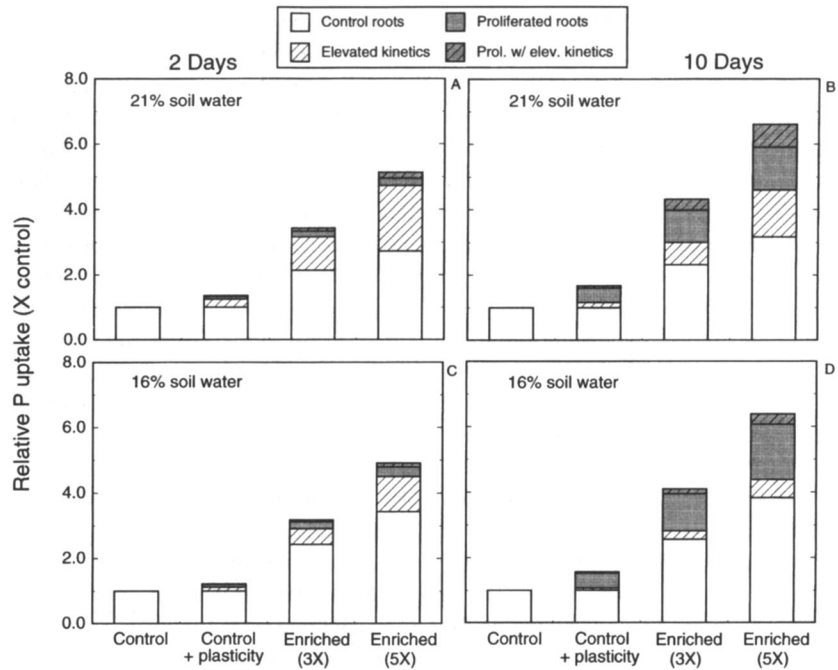 Control roots
Proliferated roots
Elevated kinetics
Prol. w/ elev. kinetics
2 Days
10 Days
Relative P uptake (X control)
A
21% soil water
8.0
6.0
4.0
2.0
0.0
B
21% soil water
C
16% soil water
8.0
6.0
4.0
2.0
0.0
D
16% soil water
Control
Control
+ plasticity
Enriched
(3X)
Enriched
(5X)
Control
Control
+ plasticity
Enriched
(3X)
Enriched
(5X)